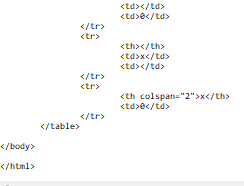 <td></td>
<td>0</td>
</tr>
<tr>
<th></th>
<td>x</td>
<td></td>
</tr>
<tr>
<th colspan="2">x</th>
<td>0</td>
</tr>
</table>
</body>
</html>